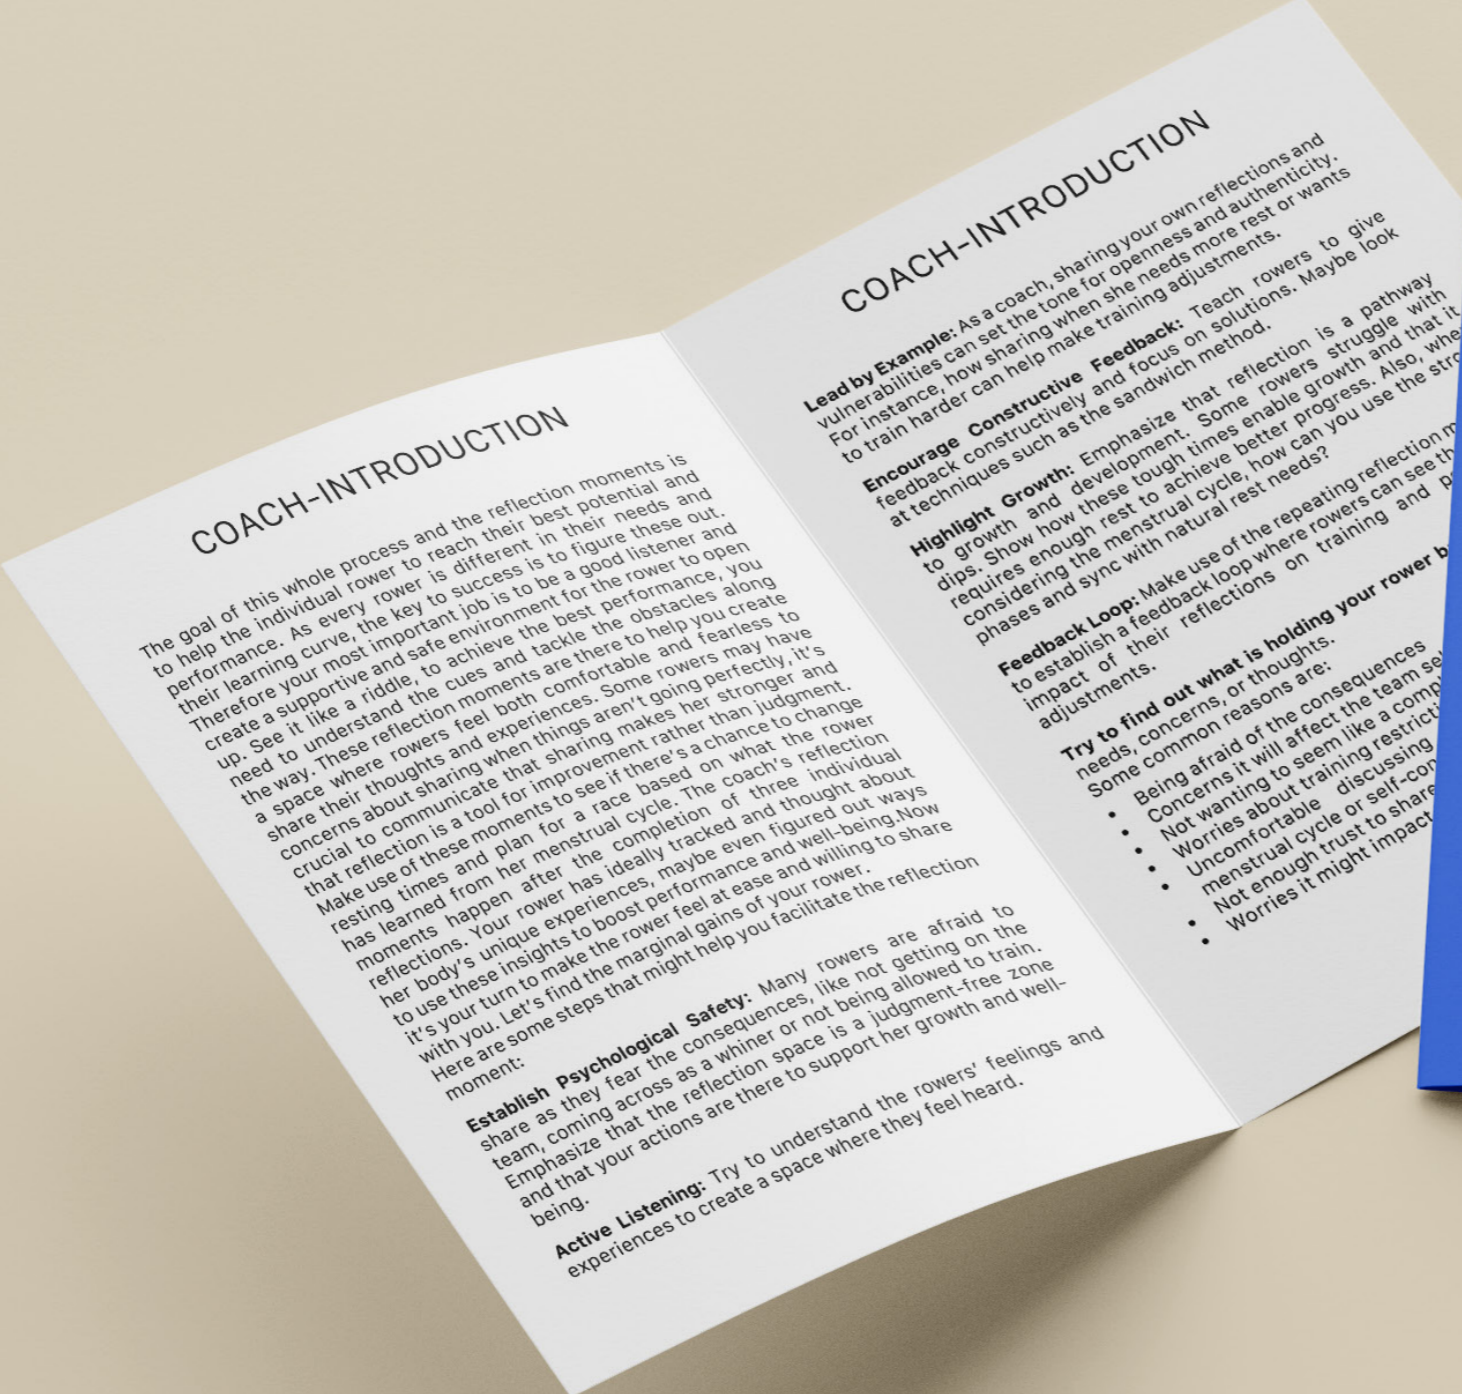 COACH-INTRODUCTION
The goal of this whole process and the reflection moments is
to help the individual rower to reach their best potential and
performance. As every rower is different in their needs and
their learning curve, the key to success is to figure these out.
Therefore your most important job is to be a good listener and
create a supportive and safe environment for the rower to open
up. See it like a riddle, to achieve the best performance, you
need to understand the cues and tackle the obstacles along
the way. These reflection moments are there to help you create
a space where rowers feel both comfortable and fearless to
share their thoughts and experiences. Some rowers may have
concerns about sharing when things aren't going perfectly, it's
crucial to communicate that sharing makes her stronger and
that reflection is a tool for improvement rather than judgment.
Make use of these moments to see if there's a chance to change
resting times and plan for a race based on what the rower
has learned from her menstrual cycle. The coach's reflection
moments happen after the completion of three individual
reflections. Your rower has ideally tracked and thought about
her body's unique experiences, maybe even figured out ways
to use these insights to boost performance and well-being.Now
it's your turn to make the rower feel at ease and willing to share
with you. Let's find the marginal gains of your rower.
Here are some steps that might help you facilitate the reflection
moment:
Establish Psychological Safety: Many rowers are afraid to
share as they fear the consequences, like not getting on the
team, coming across as a whiner or not being allowed to train.
Emphasize that the reflection space is a judgment-free zone
and that your actions are there to support her growth and well-
being.
Active Listening: Try to understand the rowers' feelings and
experiences to create a space where they feel heard.
COACH-INTRODUCTION
Lead by Example: As a coach, sharing your own reflections and
vulnerabilities can set the tone for openness and authenticity.
For instance, how sharing when she needs more rest or wants
to train harder can help make training adjustments.
Encourage Constructive Feedback: Teach rowers to give
feedback constructively and focus on solutions. Maybe look
at techniques such as the sandwich method.
Highlight Growth: Emphasize that reflection is a pathway
to growth and development. Some rowers struggle with
dips. Show how these tough times enable growth and that it
requires enough rest to achieve better progress. Also,
considering the menstrual cycle, how can you use the
phases and sync with natural rest needs?
Feedback Loop: Make use of the repeating reflection
to establish a feedback loop where rowers can see
impact of their reflections on training and
adjustments.
Try to find out what is holding your rower
needs, concerns, or thoughts.
Some common reasons are:
• Being afraid of the consequences
• Concerns it will affect the team
• Not wanting to seem like a
• Worries about training
• Uncomfortable discussing
menstrual cycle or
• Not enough trust to share
• Worries it might impact